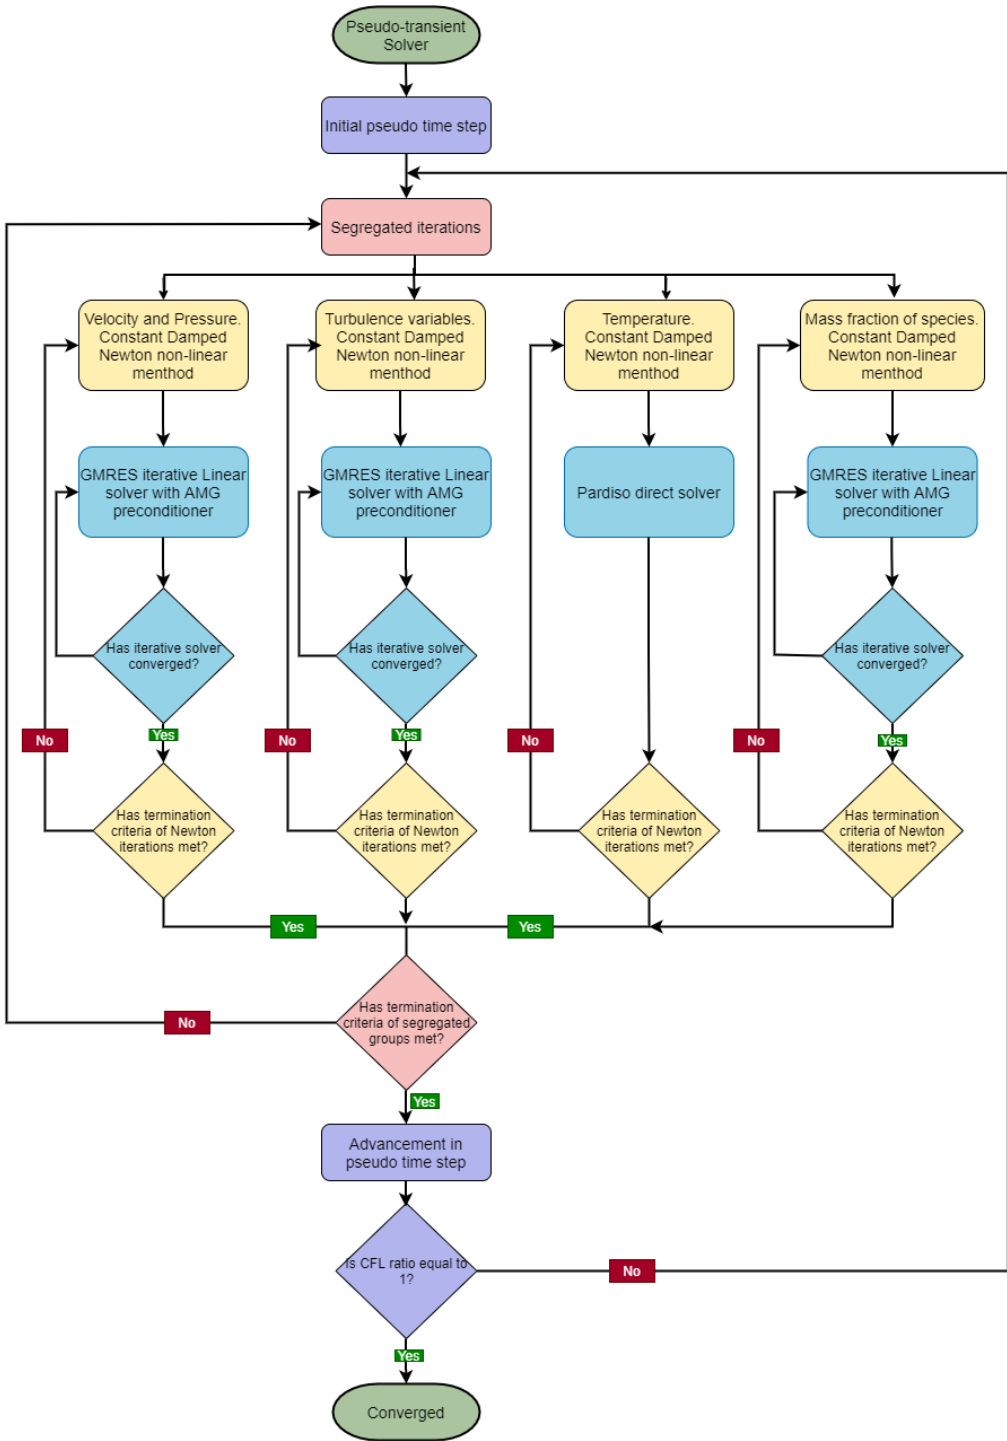 Pseudo-transient
Solver
Initial pseudo time step
Segregated iterations
Velocity and Pressure.
Constant Damped
Newton non-linear
menthod
Turbulence variables.
Constant Damped
Newton non-linear
menthod
Temperature.
Constant Damped
Newton non-linear
menthod
Mass fraction of species.
Constant Damped
Newton non-linear
menthod
GMRES iterative Linear
solver with AMG
preconditioner
GMRES iterative Linear
solver with AMG
preconditioner
Pardiso direct solver
GMRES iterative Linear
solver with AMG
preconditioner
Has iterative solver
converged?
Has iterative solver
converged?
Has iterative solver
converged?
No
Yes
No
Yes
No
No
Yes
Has termination
criteria of Newton
iterations met?
Has termination
criteria of Newton
iterations met?
Has termination
criteria of Newton
iterations met?
Has termination
criteria of Newton
iterations met?
Yes
Yes
Has termination
criteria of segregated
groups met?
No
Yes
Advancement in
pseudo time step
Is CFL ratio equal to
1?
No
Yes
Converged